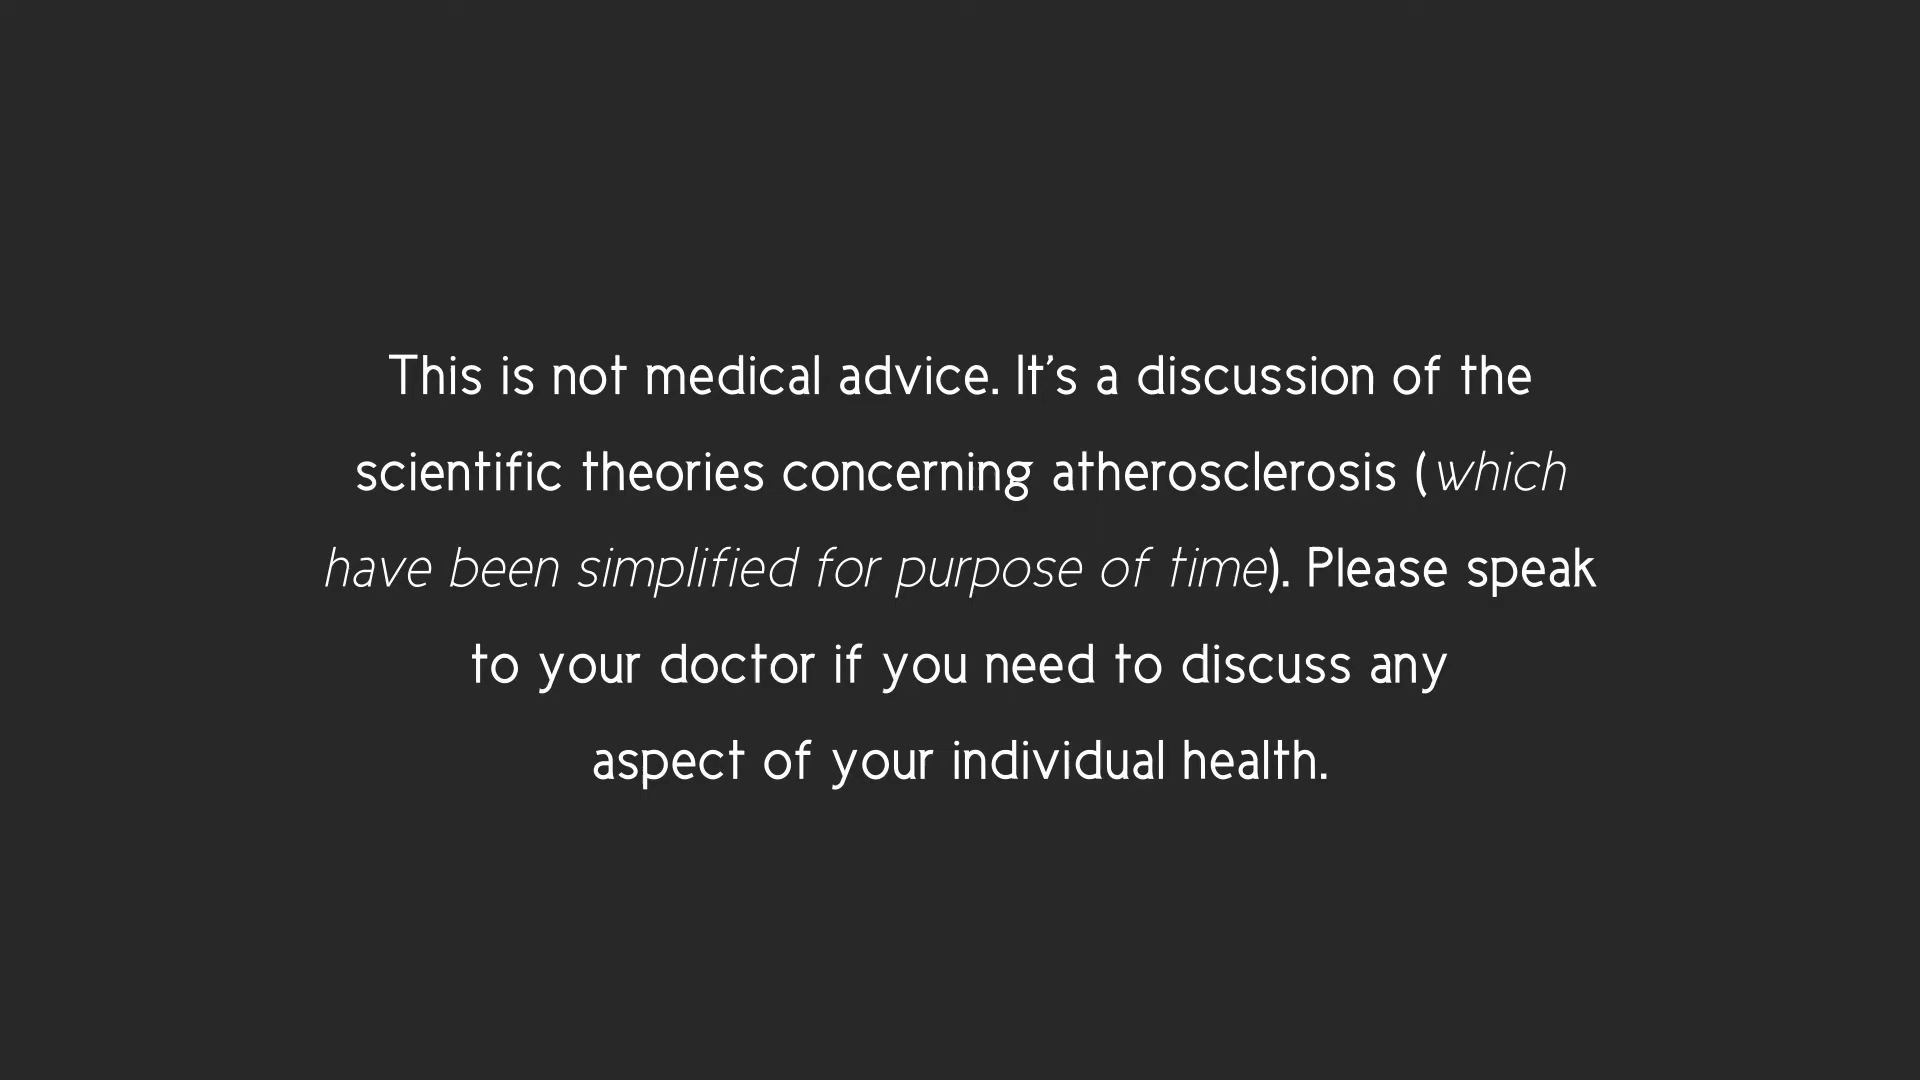 This is not medical advice. It’s a discussion of the
scientific theories concerning atherosclerosis (which
have been simplified for purpose of time). Please speak
to your doctor if you need to discuss any
aspect of your individual health.